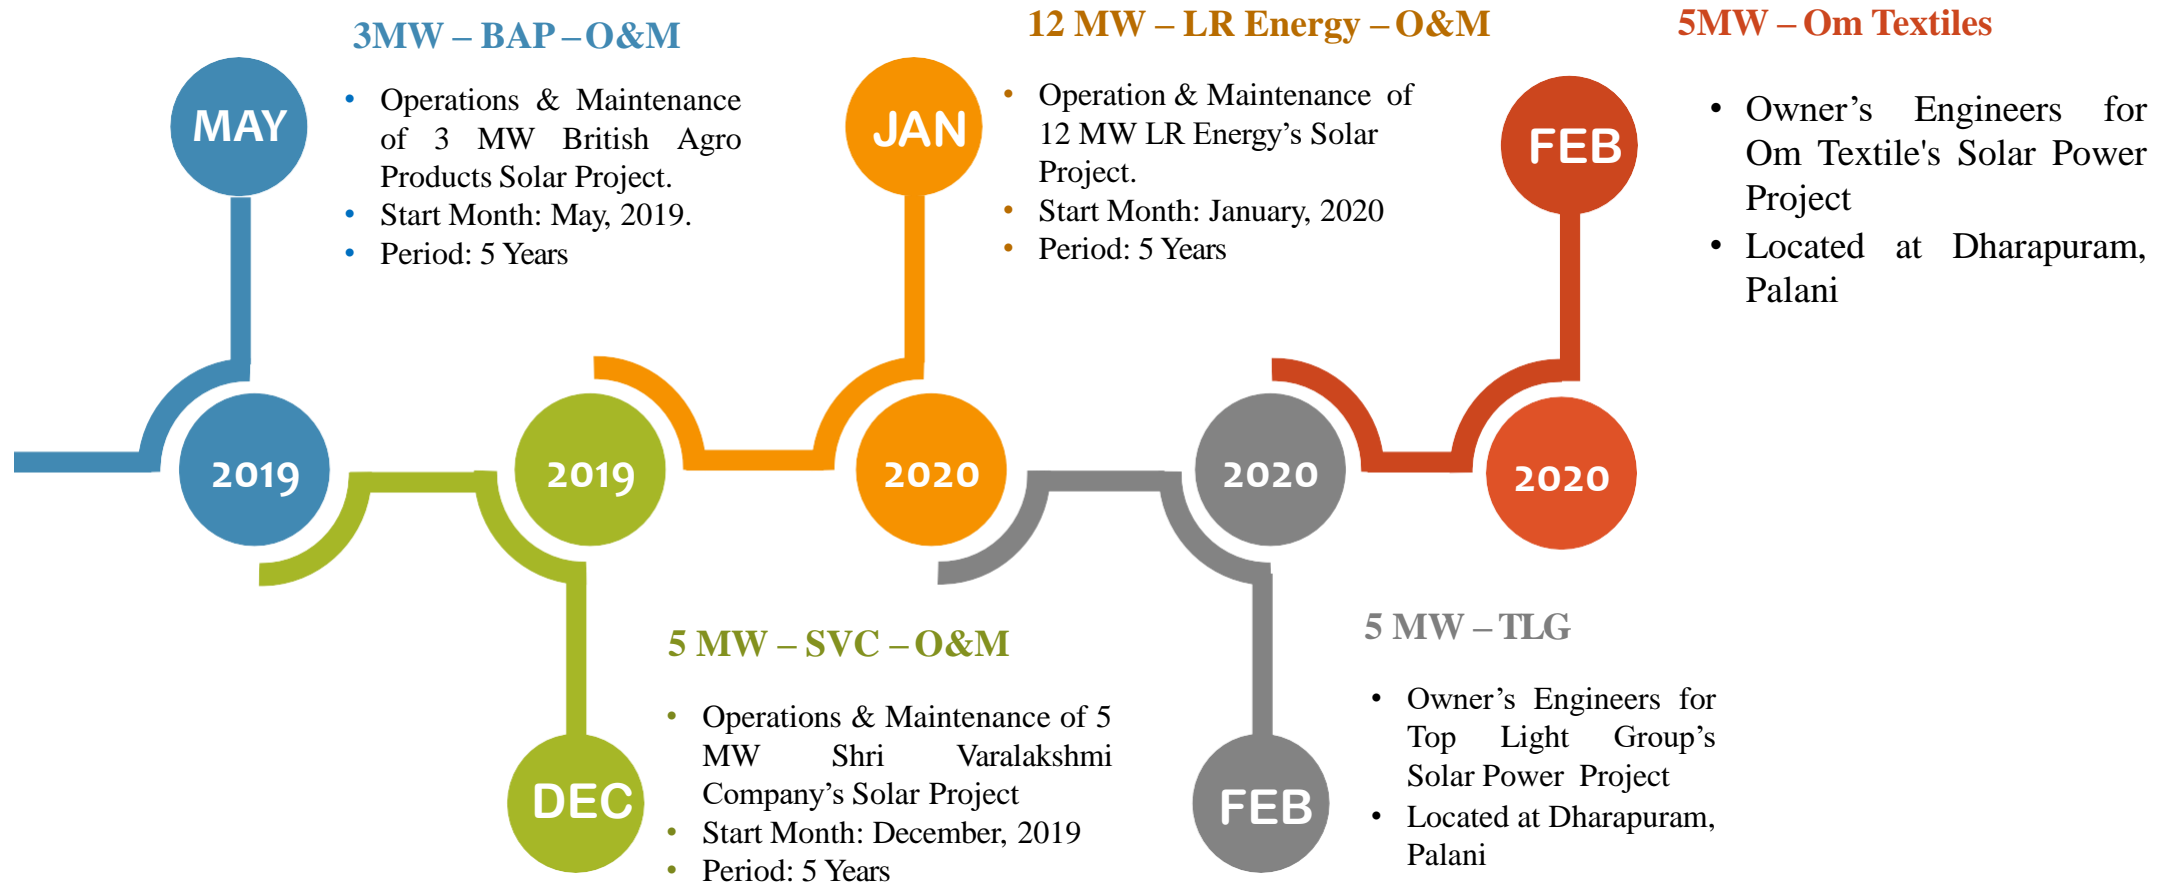 3MW – BAP – O&M
MAY
• Operations & Maintenance
of 3 MW British Agro
Products Solar Project.
• Start Month: May, 2019.
• Period: 5 Years
2019
5 MW – SVC – O&M
DEC
• Operations & Maintenance of 5
MW Shri Varalakshmi
Company’s Solar Project
• Start Month: December, 2019
• Period: 5 Years
2019
12 MW – LR Energy – O&M
JAN
• Operation & Maintenance of
12 MW LR Energy’s Solar
Project.
• Start Month: January, 2020
• Period: 5 Years
2020
5 MW – TLG
FEB
• Owner’s Engineers for
Top Light Group’s
Solar Power Project
• Located at Dharapuram,
Palani
2020
5MW – Om Textiles
FEB
• Owner’s Engineers for
Om Textile's Solar Power
Project
• Located at Dharapuram,
Palani
2020